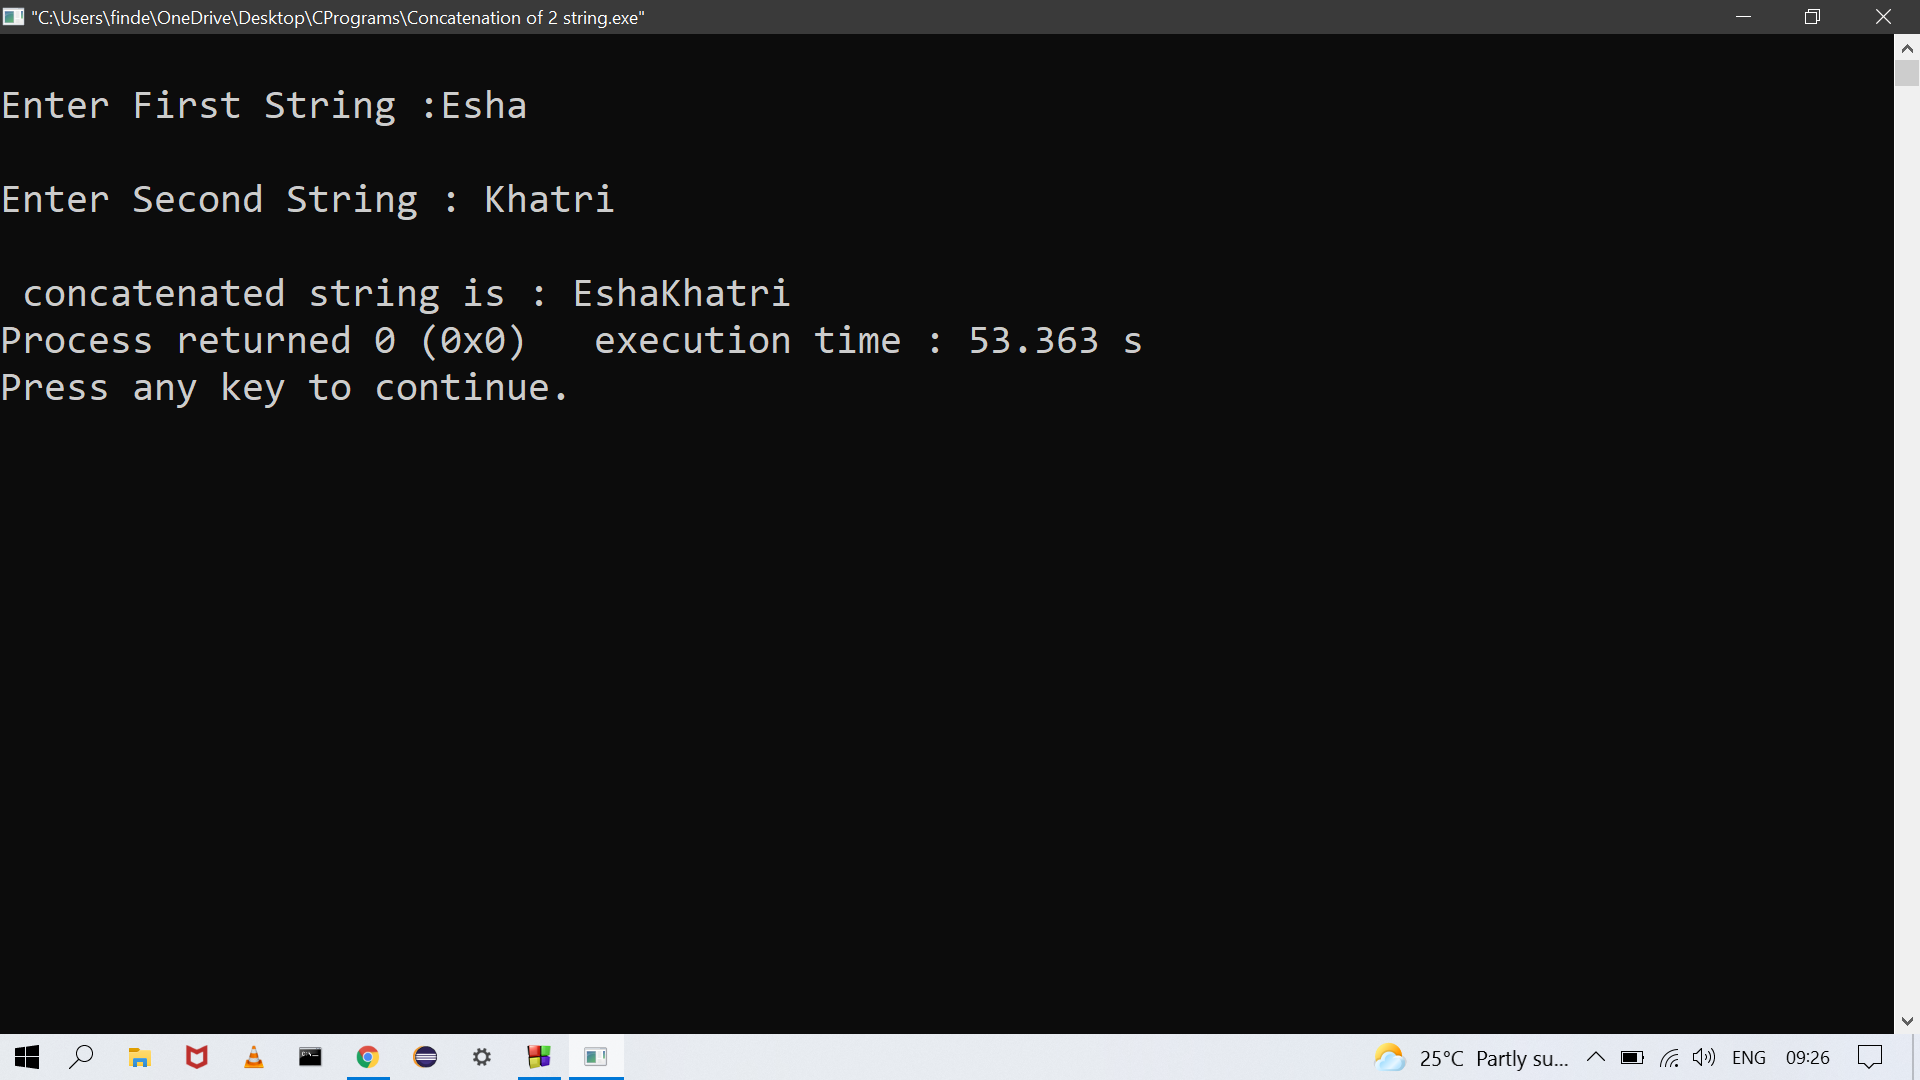 "C:\Users\finde\OneDrive\Desktop\CPrograms\Concatenation of 2 string.exe"
Enter First String :Esha
Enter Second String : Khatri
concatenated string is : EshaKhatri
Process returned 0 (0x0)   execution time : 53.363 s
Press any key to continue.
25°C Partly su... ENG 09:26